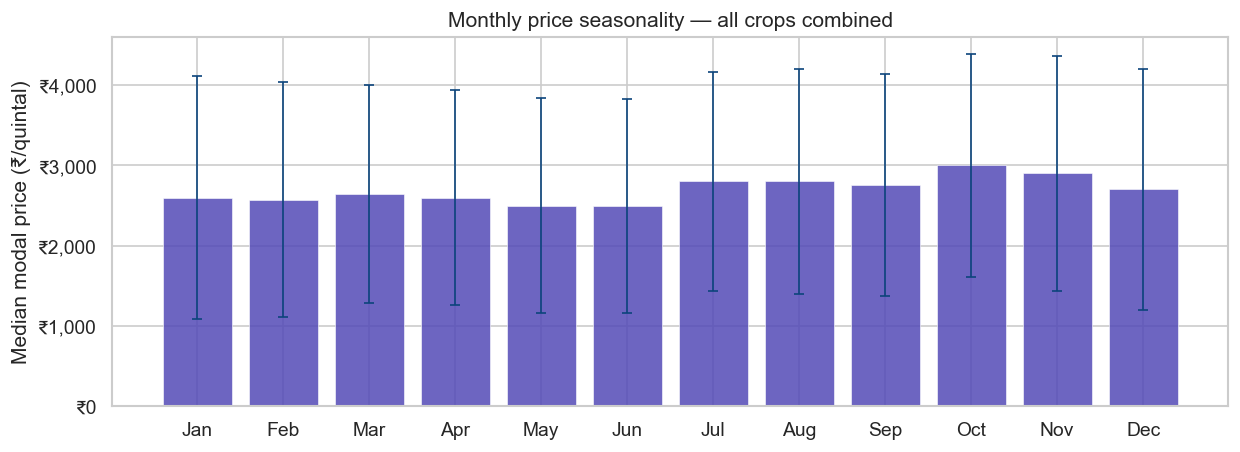 Monthly price seasonality — all crops combined
Median modal price (₹/quintal)
₹4,000
₹3,000
₹2,000
₹1,000
₹0
Jan Feb Mar Apr May Jun Jul Aug Sep Oct Nov Dec